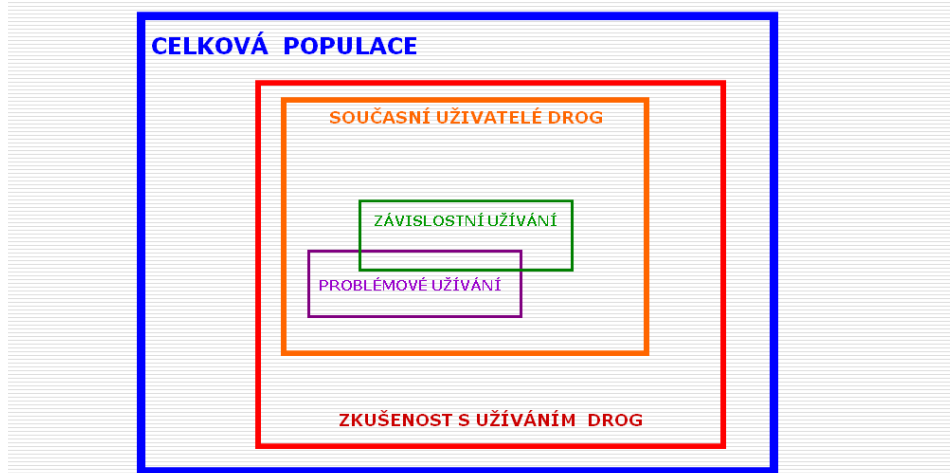 CELKOVÁ POPULACE
SOUČASNÍ UŽIVATELÉ DROG
ZÁVISLOSTNÍ UŽÍVÁNÍ
PROBLÉMOVÉ UŽÍVÁNÍ
ZKUŠENOST S UŽÍVÁNÍM DROG